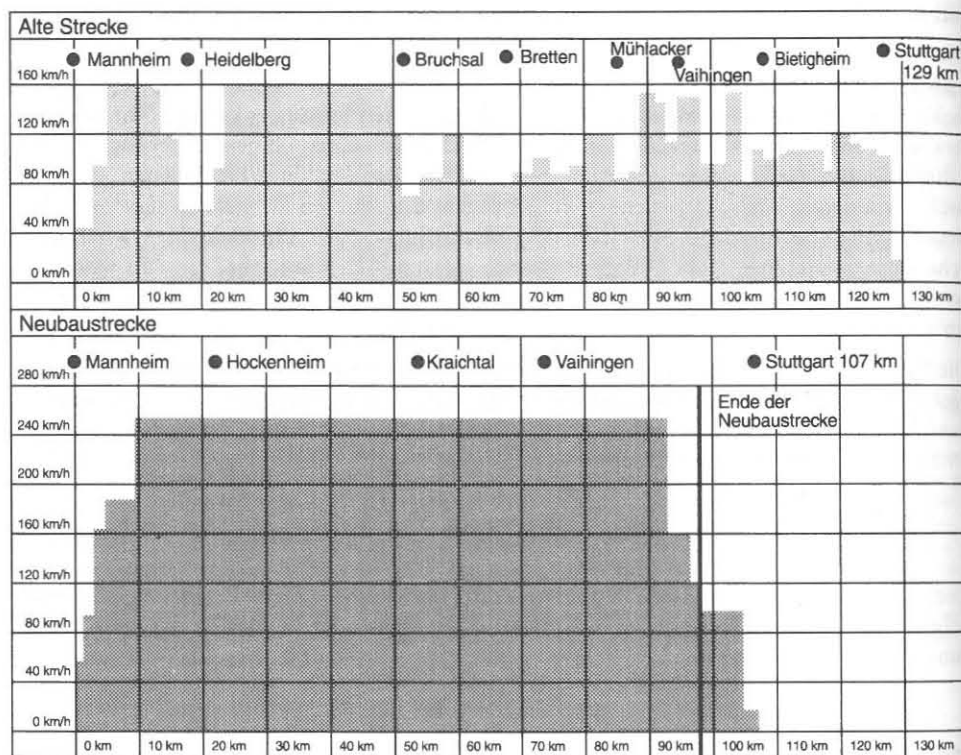 Alte Strecke
Mannheim Heidelberg Bruchsal Bretten Mühlacker Vaihingen Bietigheim Stuttgart
129 km
160 km/h
120 km/h
80 km/h
40 km/h
0 km/h
0 km 10 km 20 km 30 km 40 km 50 km 60 km 70 km 80 km 90 km 100 km 110 km 120 km 130 km
Neubaustrecke
Mannheim Hockenheim Kraichtal Vaihingen Stuttgart 107 km
280 km/h
Ende der
Neubaustrecke
240 km/h
200 km/h
160 km/h
120 km/h
80 km/h
40 km/h
0 km/h
0 km 10 km 20 km 30 km 40 km 50 km 60 km 70 km 80 km 90 km 100 km 110 km 120 km 130 km